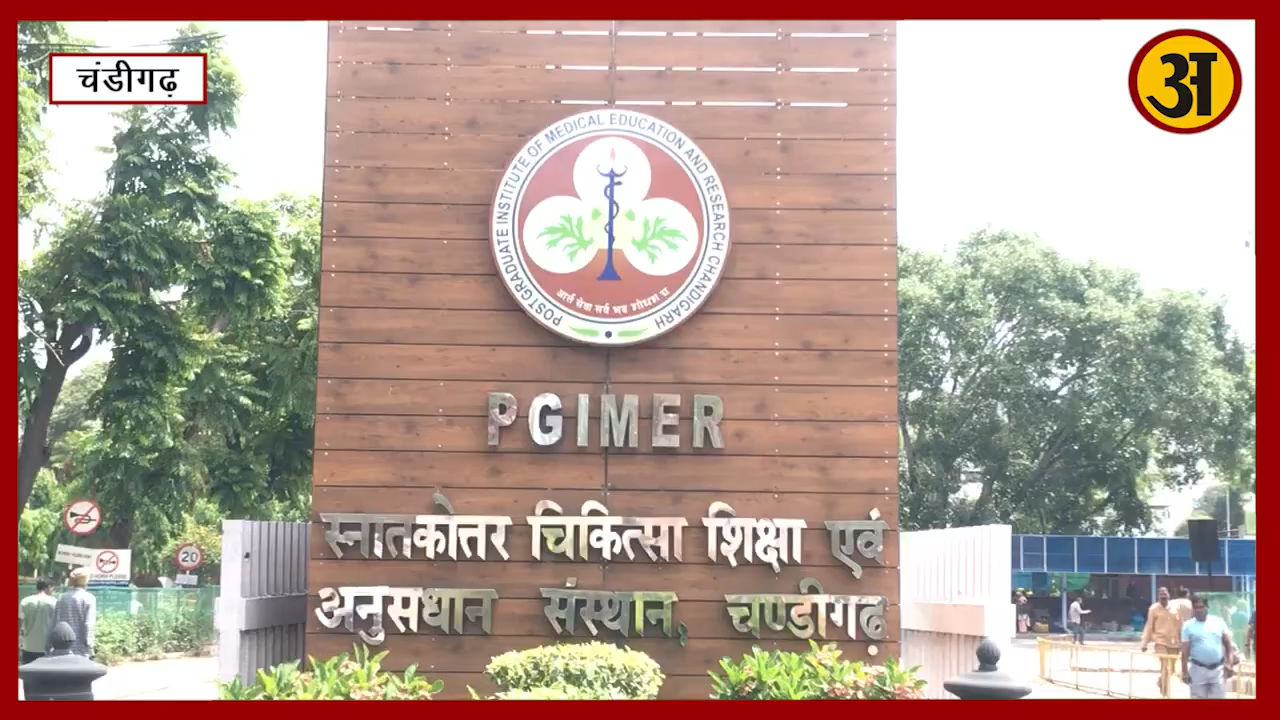 चंडीगढ़
अ
POSTGRADUATE INSTITUTE OF MEDICAL EDUCATION AND RESEARCH CHANDIGARH
PGIMER
स्नातकोत्तर चिकित्सा शिक्षा एवं
अनुसधान संस्थान, चण्डीगढ़
20